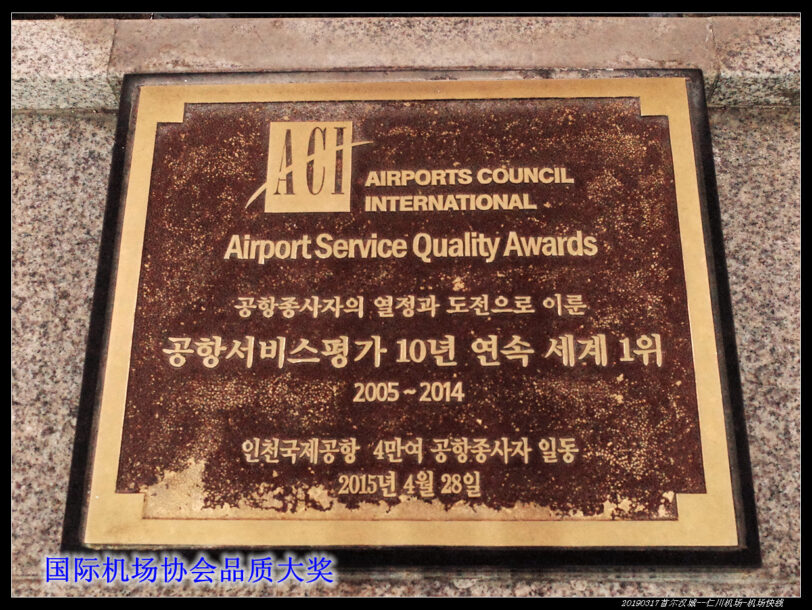 ACI
AIRPORTS COUNCIL
INTERNATIONAL
Airport Service Quality Awards
공항종사자의 열정과 도전으로 이룬
공항서비스평가 10년 연속 세계 1위
2005 ~ 2014
인천국제공항 4만여 공항종사자 일동
2015년 4월 28일
国际机场协会品质大奖
20190317首尔汉城--仁川机场-机场快线